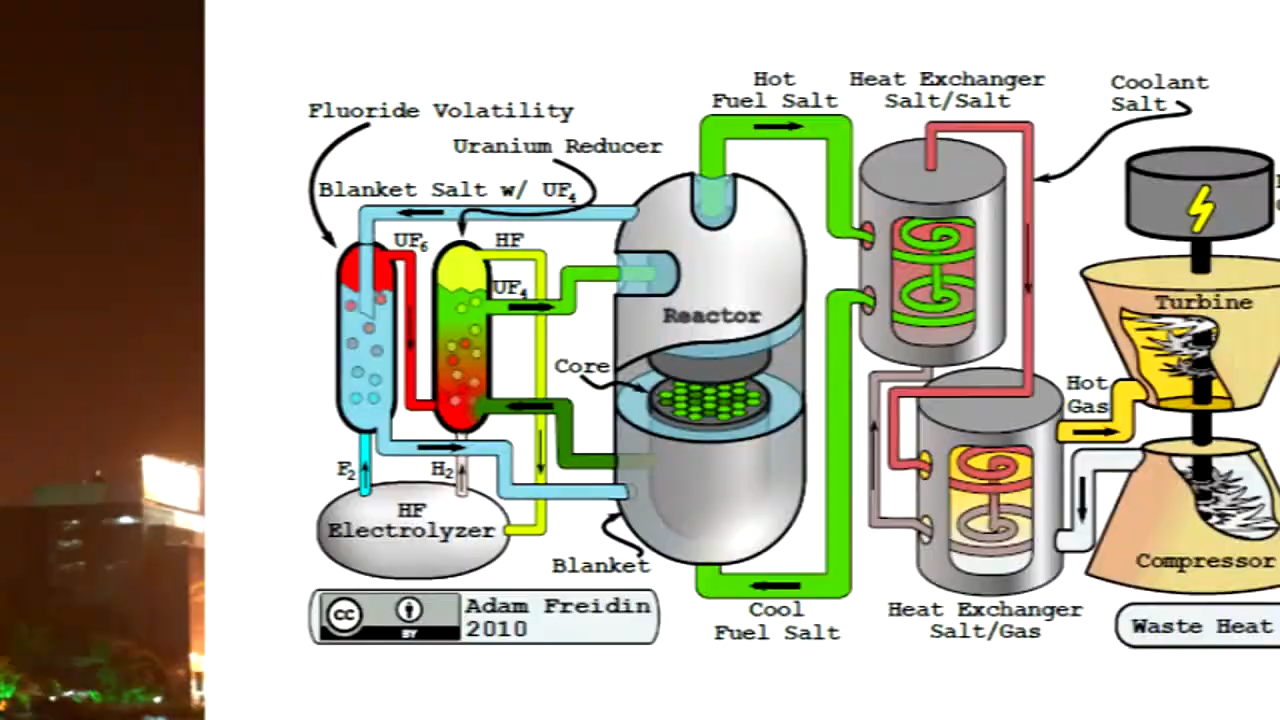 Hot
Fuel Salt
Heat Exchanger
Salt/Salt
Coolant
Salt
Fluoride Volatility
Uranium Reducer
Blanket Salt w/ UF4
UF6
HF
UF4
Reactor
Turbine
Core
Hot
Gas
F2
H2
HF
Electrolyzer
Blanket
Compressor
cc
BY
Adam Freidin
2010
Cool
Fuel Salt
Heat Exchanger
Salt/Gas
Waste Heat